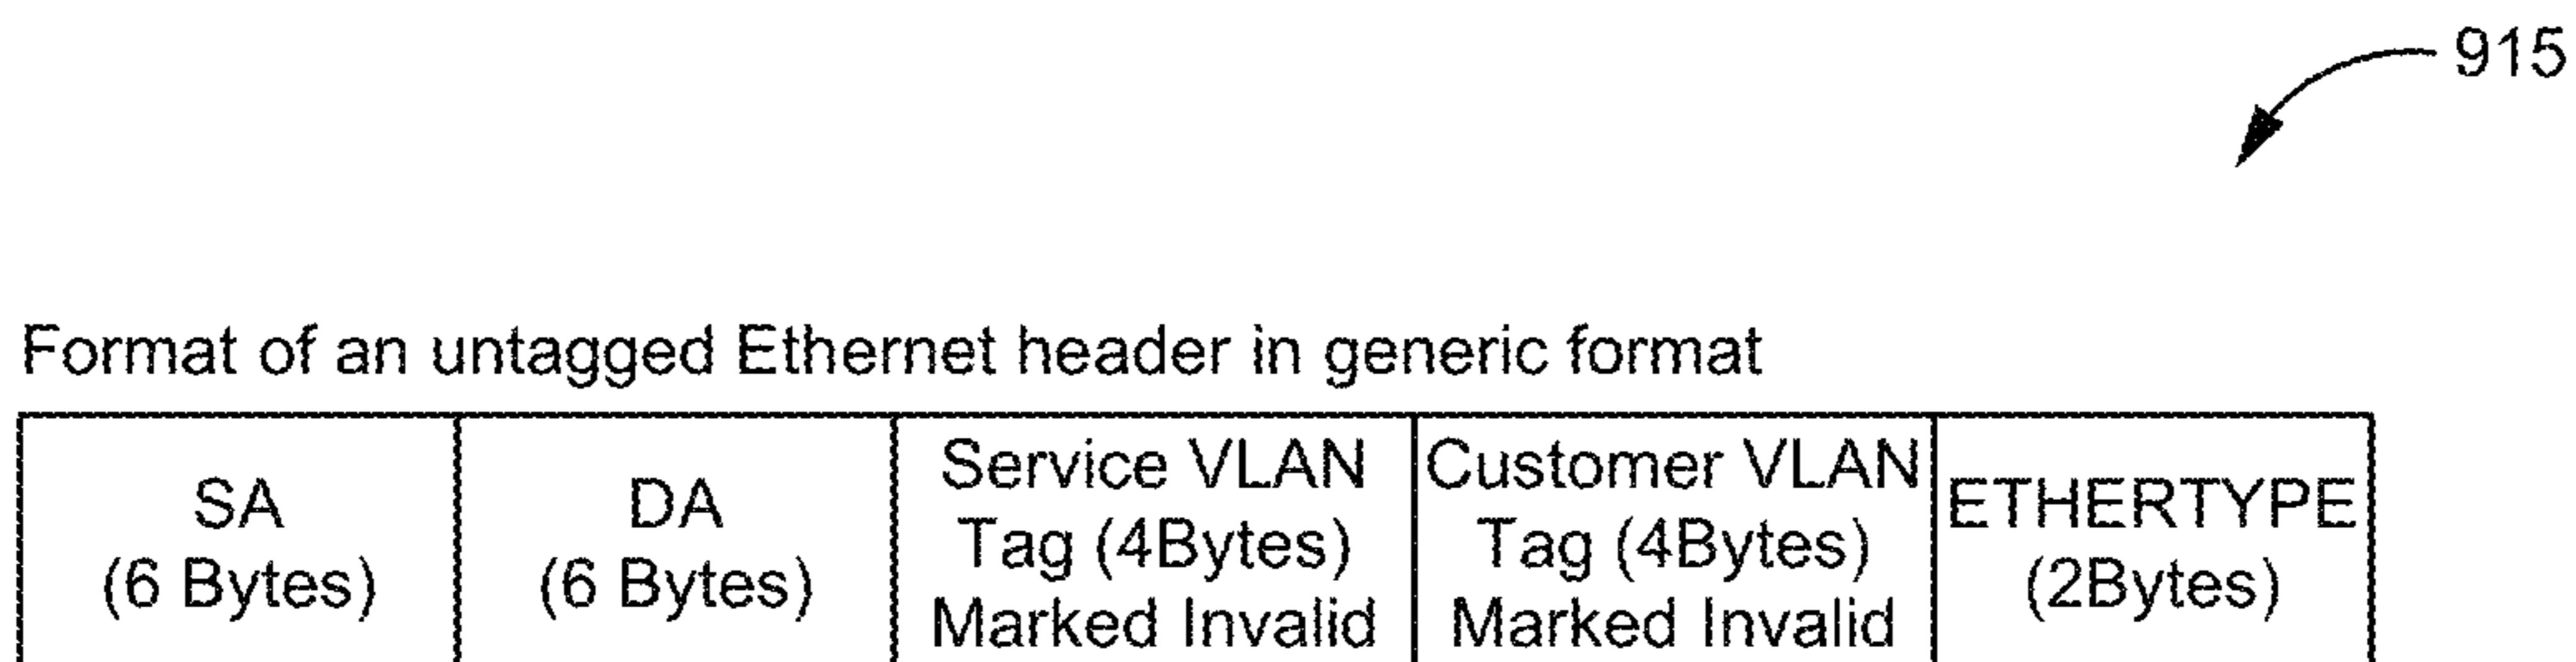 915
Format of an untagged Ethernet header in generic format
SA
(6 Bytes)
DA
(6 Bytes)
Service VLAN
Tag (4Bytes)
Marked Invalid
Customer VLAN
Tag (4Bytes)
Marked Invalid
ETHERTYPE
(2Bytes)